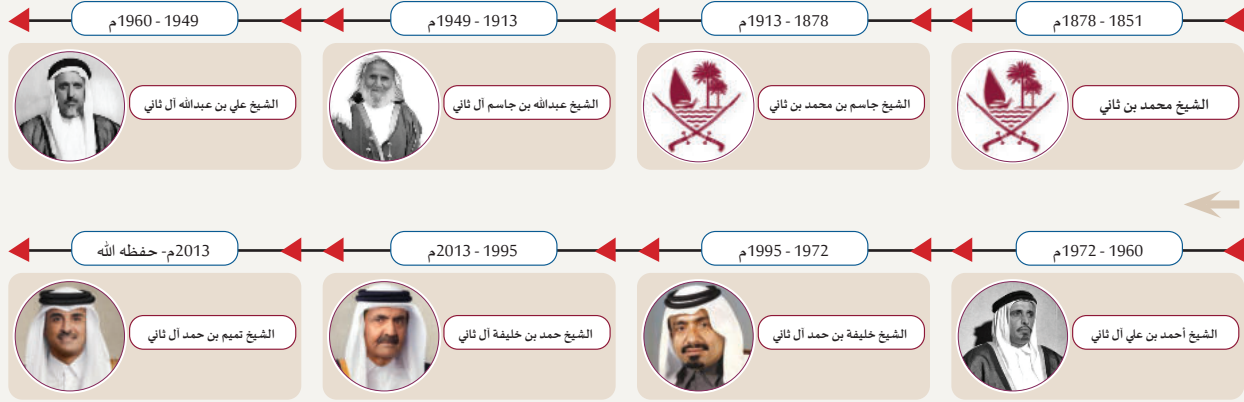 1851 - 1878م
الشيخ محمد بن ثاني
1878 - 1913م
الشيخ جاسم بن محمد بن ثاني
1913 - 1949م
الشيخ عبدالله بن جاسم آل ثاني
1949 - 1960م
الشيخ علي بن عبدالله آل ثاني
1960 - 1972م
الشيخ أحمد بن علي آل ثاني
1972 - 1995م
الشيخ خليفة بن حمد آل ثاني
1995 - 2013م
الشيخ حمد بن خليفة آل ثاني
2013م- حفظه الله
الشيخ تميم بن حمد آل ثاني